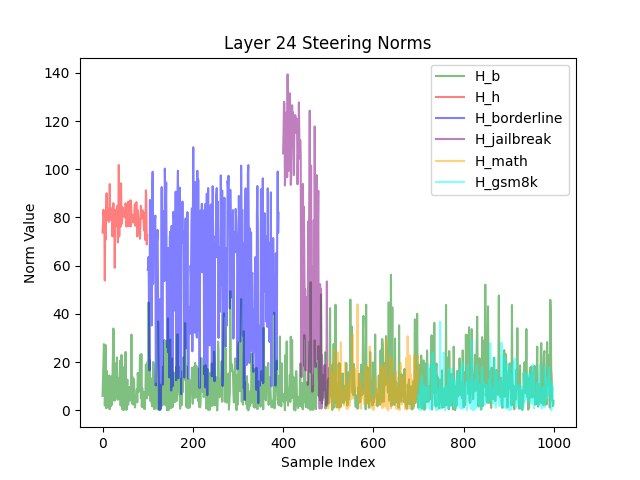 Layer 24 Steering Norms
140
120
100
80
60
40
20
0
Norm Value
H_b
H_h
H_borderline
H_jailbreak
H_math
H_gsm8k
0
200
400
600
800
1000
Sample Index